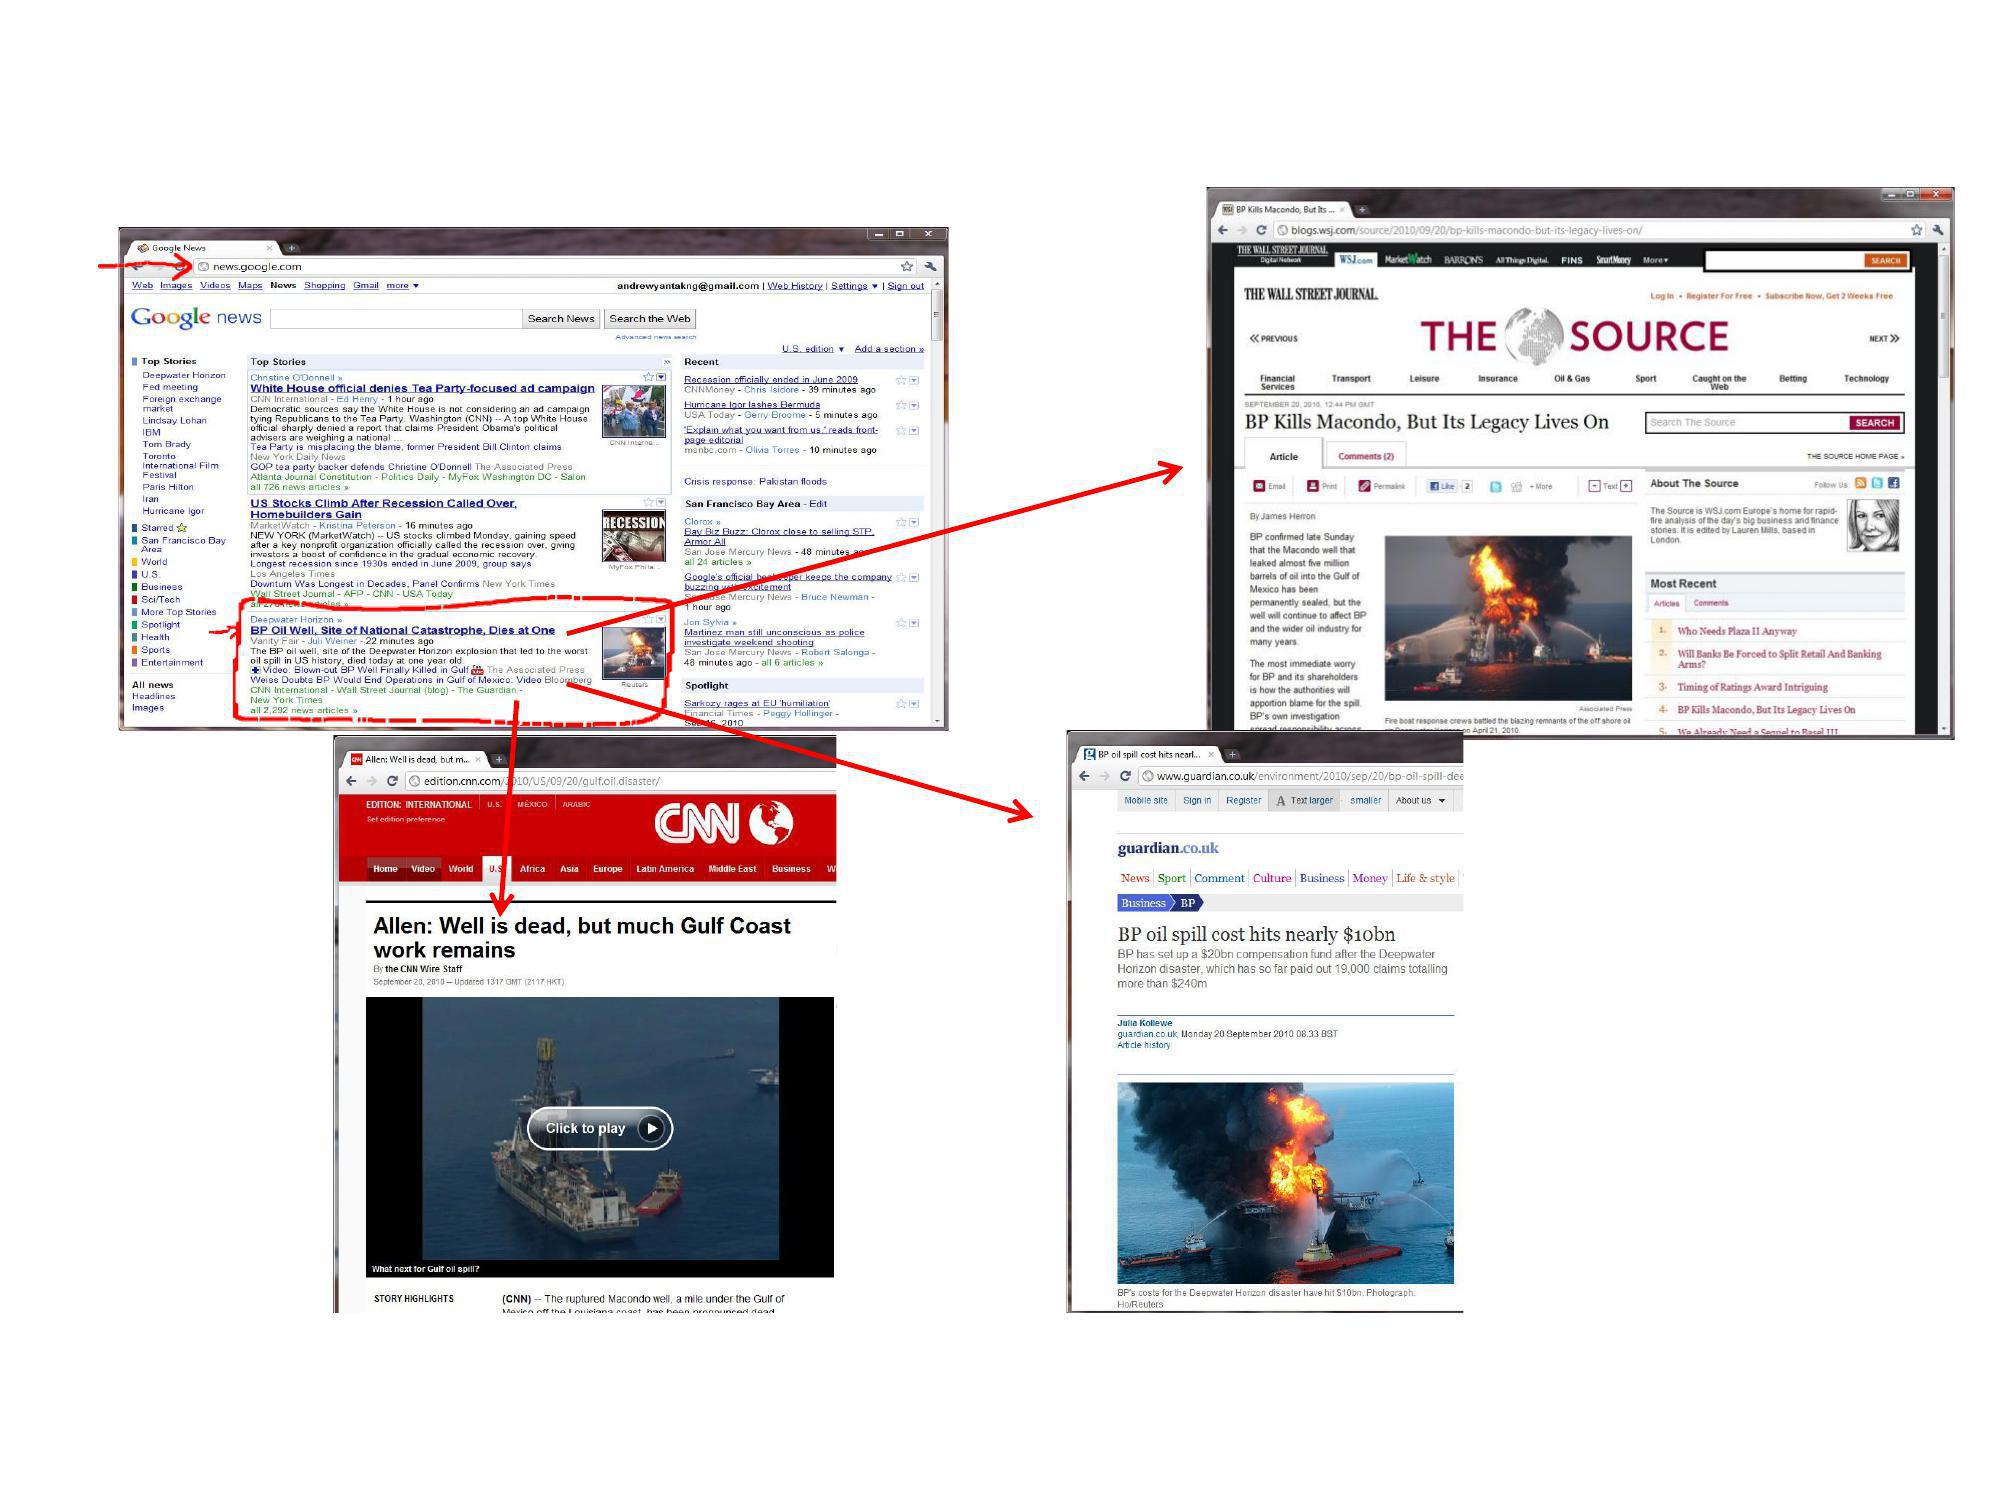 Google News
news.google.com
Web Images Videos Maps News Shopping Gmail more ▼
andrewyantakng@gmail.com | Web History | Settings ▼ | Sign out
Google news
Search News
Search the Web
Advanced news search
U.S. edition ▼ Add a section »
Top Stories
Deepwater Horizon
Fed meeting
Foreign exchange
market
Lindsay Lohan
IBM
Tom Brady
Toronto
International Film
Festival
Paris Hilton
Iran
Hurricane Igor
Starred
San Francisco Bay
Area
World
U.S.
Business
Sci/Tech
More Top Stories
Spotlight
Health
Sports
Entertainment
All news
Headlines
Images
Top Stories
Christine O'Donnell »
White House official denies Tea Party-focused ad campaign
CNN International - Ed Henry - 1 hour ago
Democratic sources say the White House is not considering an ad campaign
tying Republicans to the Tea Party. Washington (CNN) -- A top White House
official sharply denied a report that claims President Obama's political
advisers are weighing a national ...
Tea Party is misplacing the blame, former President Bill Clinton claims
New York Daily News
GOP tea party backer defends Christine O'Donnell The Associated Press
Atlanta Journal Constitution - Politics Daily - MyFox Washington DC - Salon
all 726 news articles »
CNN Interna...
US Stocks Climb After Recession Called Over,
Homebuilders Gain
MarketWatch - Kristina Peterson - 16 minutes ago
NEW YORK (MarketWatch) -- US stocks climbed Monday, gaining speed
after a key nonprofit organization officially called the recession over, giving
investors a boost of confidence in the gradual economic recovery.
Longest recession since 1930s ended in June 2009, group says
Los Angeles Times
Downturn Was Longest in Decades, Panel Confirms New York Times
Wall Street Journal - AFP - CNN - USA Today
RECESSION
MyFox Phila...
Deepwater Horizon »
BP Oil Well, Site of National Catastrophe, Dies at One
Vanity Fair - Juli Weiner - 22 minutes ago
The BP oil well, site of the Deepwater Horizon explosion that led to the worst
oil spill in US history, died today at one year old.
Video: Blown-out BP Well Finally Killed in Gulf The Associated Press
Weiss Doubts BP Would End Operations in Gulf of Mexico: Video Bloomberg
CNN International - Wall Street Journal (blog) - The Guardian -
New York Times
all 2,292 news articles »
Reuters
Recent
Recession officially ended in June 2009
CNNMoney - Chris Isidore - 39 minutes ago
Hurricane Igor lashes Bermuda
USA Today - Gerry Broome - 5 minutes ago
'Explain what you want from us,' reads front-
page editorial
msnbc.com - Olivia Torres - 10 minutes ago
Crisis response: Pakistan floods
San Francisco Bay Area - Edit
Clorox »
Bay Biz Buzz: Clorox close to selling STP,
Armor All
San Jose Mercury News - 48 minutes ago
all 24 articles »
Google's official beekeeper keeps the company
buzzing with excitement
San Jose Mercury News - Bruce Newman -
1 hour ago
Jon Sylvia »
Martinez man still unconscious as police
investigate weekend shooting
San Jose Mercury News - Robert Salonga -
48 minutes ago - all 6 articles »
Spotlight
Sarkozy rages at EU 'humiliation'
Financial Times - Peggy Hollinger -
BP Kills Macondo, But Its ...
blogs.wsj.com/source/2010/09/20/bp-kills-macondo-but-its-legacy-lives-on/
THE WALL STREET JOURNAL
Digital Network
WSJ.com MarketWatch BARRON'S All Things Digital. FINS SmartMoney More▾
SEARCH
THE WALL STREET JOURNAL.
Log In • Register For Free • Subscribe Now, Get 2 Weeks Free
« PREVIOUS
THE SOURCE
NEXT »
Financial
Services
Transport
Leisure
Insurance
Oil & Gas
Sport
Caught on the
Web
Betting
Technology
SEPTEMBER 20, 2010, 12:44 PM GMT
BP Kills Macondo, But Its Legacy Lives On
Search The Source
SEARCH
Article
Comments (2)
THE SOURCE HOME PAGE »
Email Print Permalink Like 2 + More - Text +
By James Herron
BP confirmed late Sunday
that the Macondo well that
leaked almost five million
barrels of oil into the Gulf of
Mexico has been
permanently sealed, but the
well will continue to affect BP
and the wider oil industry for
many years.
The most immediate worry
for BP and its shareholders
is how the authorities will
apportion blame for the spill.
BP's own investigation
spread responsibility across
Associated Press
Fire boat response crews battled the blazing remnants of the off shore oil
on April 21, 2010.
About The Source
Follow Us:
The Source is WSJ.com Europe's home for rapid-
fire analysis of the day's big business and finance
stories. It is edited by Lauren Mills, based in
London.
Most Recent
Articles
Comments
1. Who Needs Plaza II Anyway
2. Will Banks Be Forced to Split Retail And Banking
Arms?
3. Timing of Ratings Award Intriguing
4. BP Kills Macondo, But Its Legacy Lives On
5. We Already Need a Sequel to Basel III
Allen: Well is dead, but m...
edition.cnn.com/2010/US/09/20/gulf.oil.disaster/
EDITION: INTERNATIONAL U.S. MÉXICO ARABIC
Set edition preference
CNN
Home Video World U.S. Africa Asia Europe Latin America Middle East Business W
Allen: Well is dead, but much Gulf Coast
work remains
By the CNN Wire Staff
September 20, 2010 -- Updated 1317 GMT (2117 HKT)
Click to play
What next for Gulf oil spill?
STORY HIGHLIGHTS
(CNN) -- The ruptured Macondo well, a mile under the Gulf of
Mexico off the Louisiana coast, has been pronounced dead
BP oil spill cost hits nearl...
www.guardian.co.uk/environment/2010/sep/20/bp-oil-spill-dee
Mobile site Sign in Register A Text larger smaller About us ▼
guardian.co.uk
News Sport Comment Culture Business Money Life & style
Business BP
BP oil spill cost hits nearly $10bn
BP has set up a $20bn compensation fund after the Deepwater
Horizon disaster, which has so far paid out 19,000 claims totalling
more than $240m
Julia Kollewe
guardian.co.uk, Monday 20 September 2010 08.33 BST
Article history
BP's costs for the Deepwater Horizon disaster have hit $10bn. Photograph:
Ho/Reuters